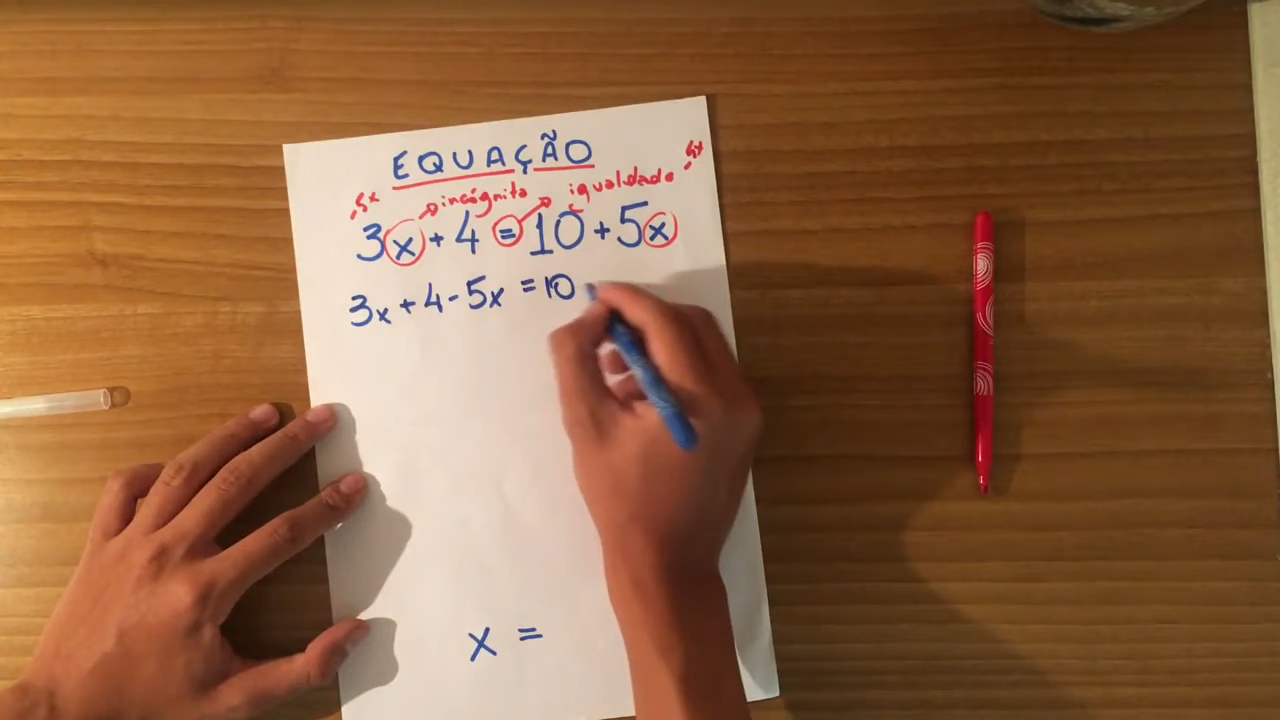 EQUAÇÃO
-5x incógnita igualdade -5x
3x + 4 = 10 + 5x
3x + 4 - 5x = 10
x =